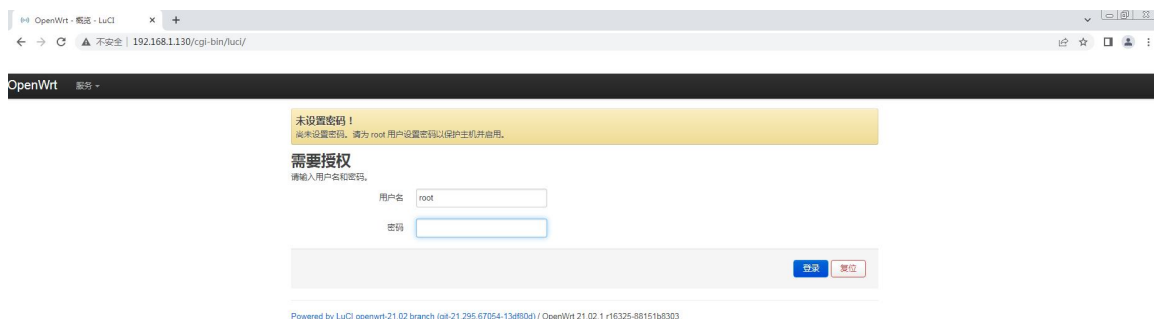 OpenWrt - 概览 - LuCI
不安全 | 192.168.1.130/cgi-bin/luci/
OpenWrt 服务
未设置密码！
尚未设置密码。请为 root 用户设置密码以保护主机并启用。
需要授权
请输入用户名和密码。
用户名 root
密码
登录 复位
Powered by LuCI openwrt-21.02 branch (git-21.295.67054-13df80d) / OpenWrt 21.02.1 r16325-88151b8303